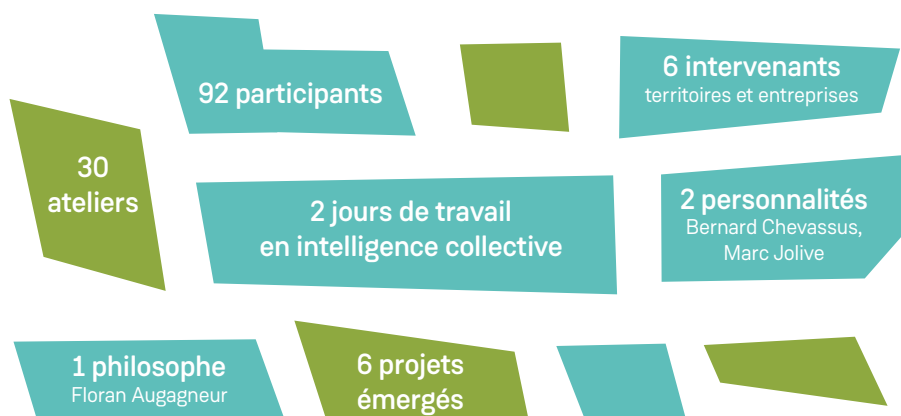 92 participants
6 intervenants
territoires et entreprises
30
ateliers
2 jours de travail
en intelligence collective
2 personnalités
Bernard Chevassus,
Marc Jolive
1 philosophe
Floran Augagneur
6 projets
émergés